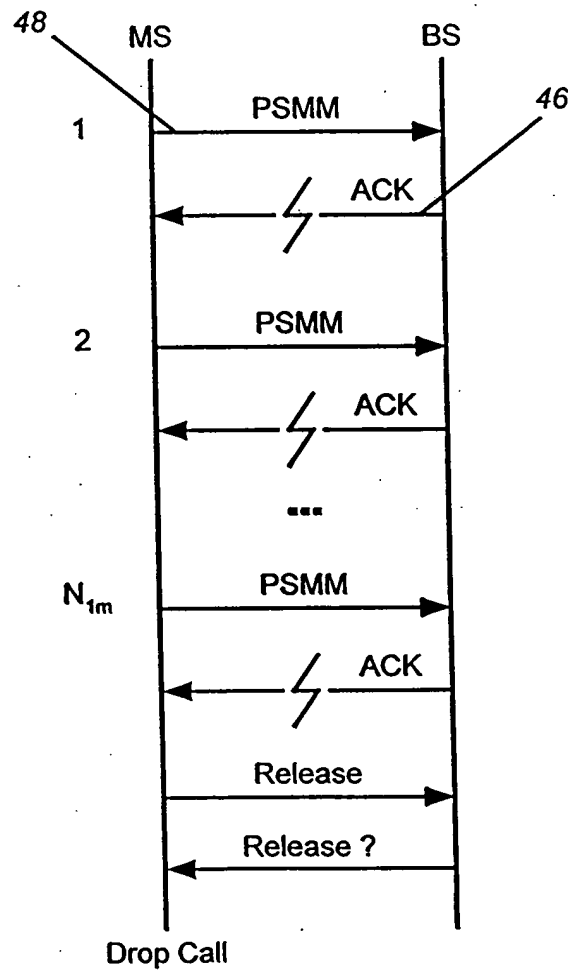 48
MS BS
1 PSMM 46
ACK
2 PSMM
ACK
...
N1m PSMM
ACK
Release
Release ?
Drop Call